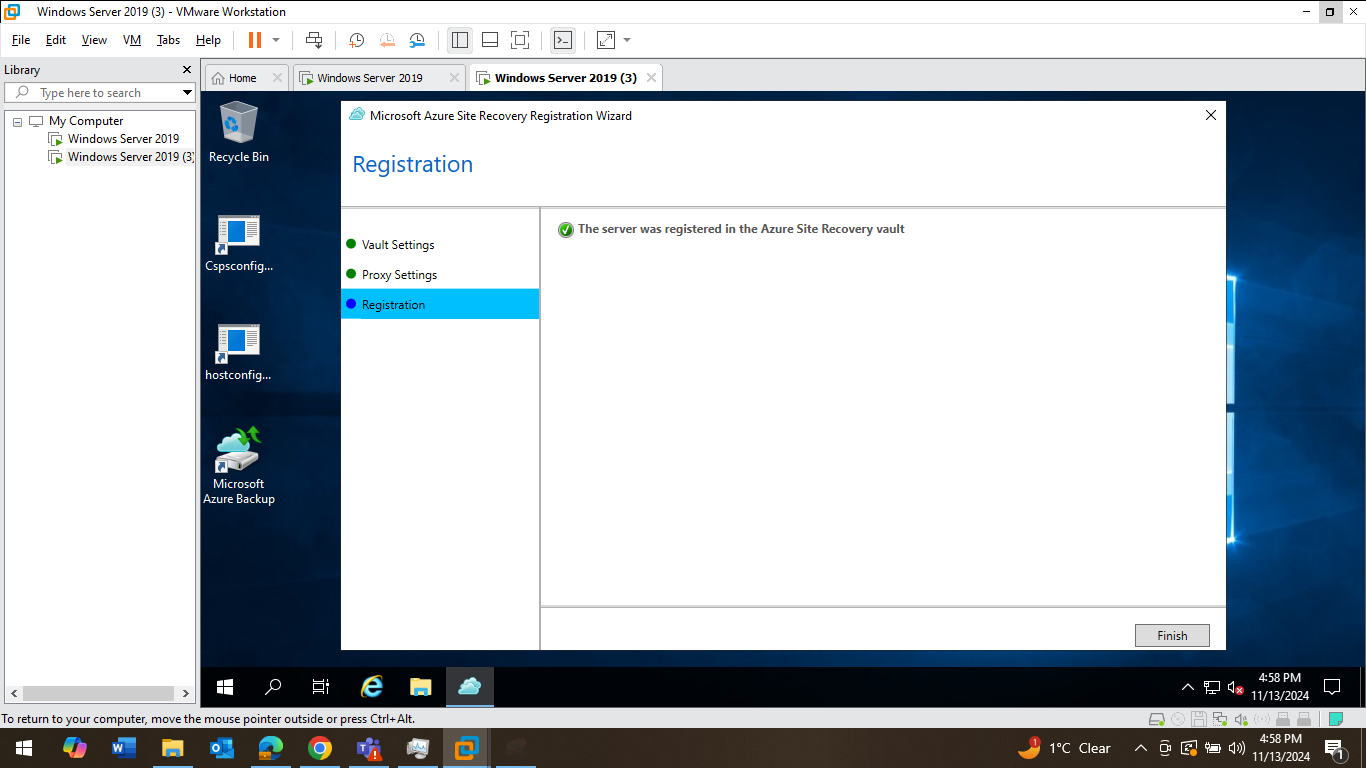 Windows Server 2019 (3) - VMware Workstation
File Edit View VM Tabs Help
Library
Type here to search
My Computer
Windows Server 2019
Windows Server 2019 (3)
Home
Windows Server 2019
Windows Server 2019 (3)
Recycle Bin
Cspsconfig...
hostconfig...
Microsoft
Azure Backup
Microsoft Azure Site Recovery Registration Wizard
Registration
Vault Settings
Proxy Settings
Registration
The server was registered in the Azure Site Recovery vault
Finish
4:58 PM
11/13/2024
To return to your computer, move the mouse pointer outside or press Ctrl+Alt.
1
1°C Clear
4:58 PM
11/13/2024
1